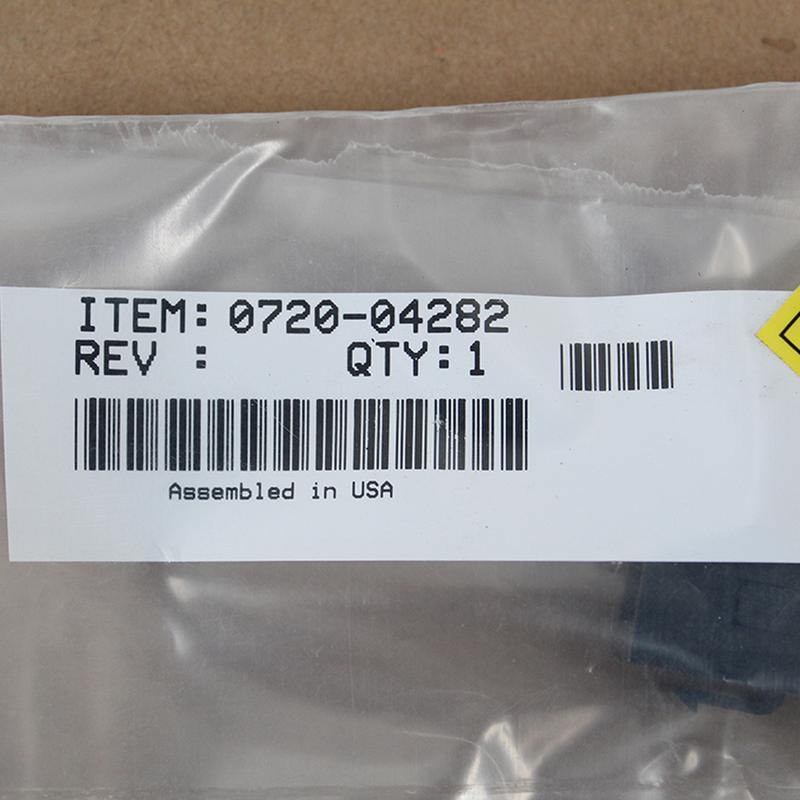 ITEM: 0720-04282
REV : QTY: 1
Assembled in USA